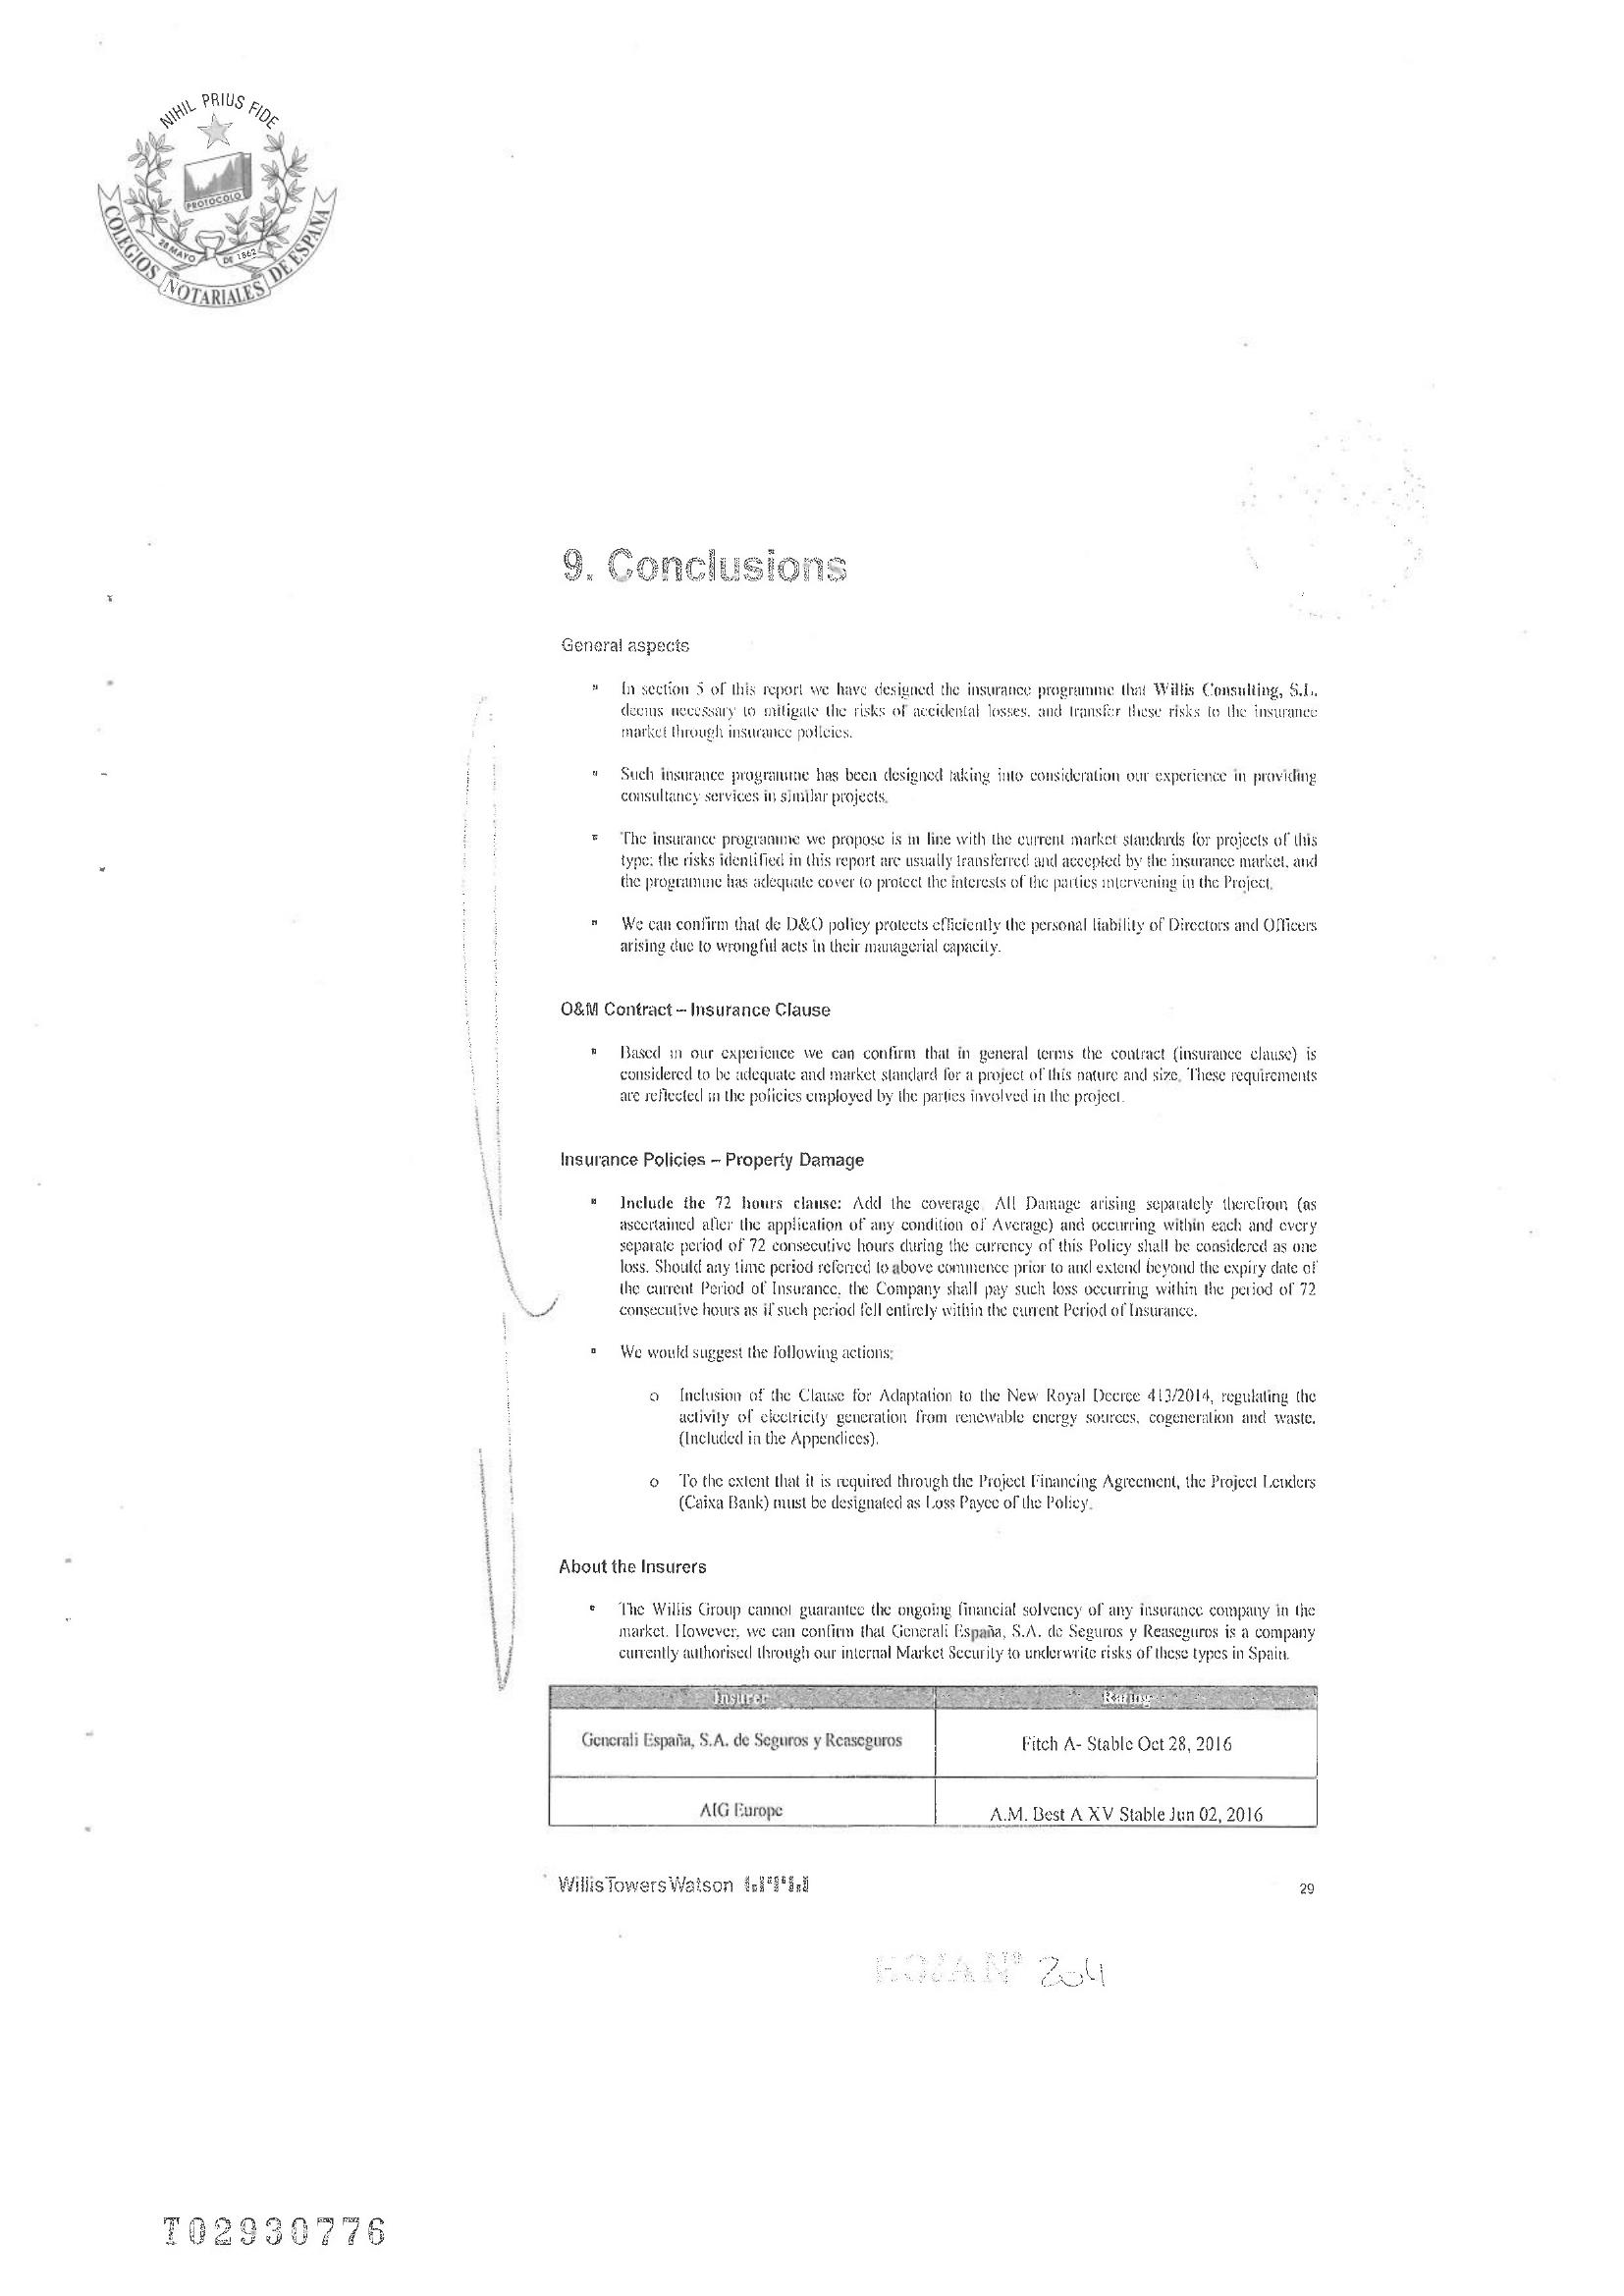 NIHIL PRIUS FIDE
PROTOCOLO
28 MAYO DE 1862
COLEGIOS NOTARIALES DE ESPAÑA
9. Conclusions
General aspects
In section 5 of this report we have designed the insurance programme that Willis Consulting, S.L.
deems necessary to mitigate the risks of accidental losses, and transfer these risks to the insurance
market through insurance policies.
Such insurance programme has been designed taking into consideration our experience in providing
consultancy services in similar projects.
The insurance programme we propose is in line with the current market standards for projects of this
type; the risks identified in this report are usually transferred and accepted by the insurance market, and
the programme has adequate cover to protect the interests of the parties intervening in the Project.
We can confirm that de D&O policy protects efficiently the personal liability of Directors and Officers
arising due to wrongful acts in their managerial capacity.
O&M Contract – Insurance Clause
Based in our experience we can confirm that in general terms the contract (insurance clause) is
considered to be adequate and market standard for a project of this nature and size. These requirements
are reflected in the policies employed by the parties involved in the project.
Insurance Policies – Property Damage
Include the 72 hours clause: Add the coverage All Damage arising separately therefrom (as
ascertained after the application of any condition of Average) and occurring within each and every
separate period of 72 consecutive hours during the currency of this Policy shall be considered as one
loss. Should any time period referred to above commence prior to and extend beyond the expiry date of
the current Period of Insurance, the Company shall pay such loss occurring within the period of 72
consecutive hours as if such period fell entirely within the current Period of Insurance.
We would suggest the following actions:
o Inclusion of the Clause for Adaptation to the New Royal Decree 413/2014, regulating the
activity of electricity generation from renewable energy sources, cogeneration and waste.
(Included in the Appendices).
o To the extent that it is required through the Project Financing Agreement, the Project Lenders
(Caixa Bank) must be designated as Loss Payee of the Policy.
About the Insurers
The Willis Group cannot guarantee the ongoing financial solvency of any insurance company in the
market. However, we can confirm that Generali España, S.A. de Seguros y Reaseguros is a company
currently authorised through our internal Market Security to underwrite risks of these types in Spain.
Insurer Rating
Generali España, S.A. de Seguros y Reaseguros Fitch A- Stable Oct 28, 2016
AIG Europe A.M. Best A XV Stable Jun 02, 2016
Willis Towers Watson
29
HOJA Nº 204
T02930776